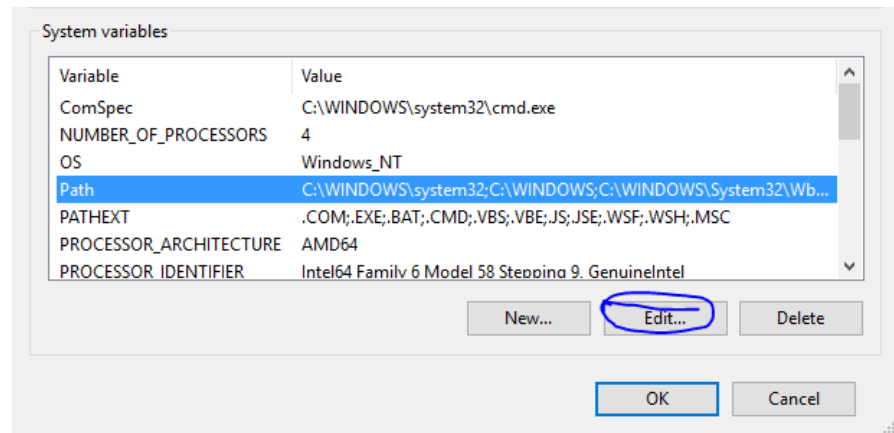 System variables
Variable Value
ComSpec C:\WINDOWS\system32\cmd.exe
NUMBER_OF_PROCESSORS 4
OS Windows_NT
Path C:\WINDOWS\system32;C:\WINDOWS;C:\WINDOWS\System32\Wb...
PATHEXT .COM;.EXE;.BAT;.CMD;.VBS;.VBE;.JS;.JSE;.WSF;.WSH;.MSC
PROCESSOR_ARCHITECTURE AMD64
PROCESSOR_IDENTIFIER Intel64 Family 6 Model 58 Stepping 9, GenuineIntel
New... Edit... Delete
OK Cancel